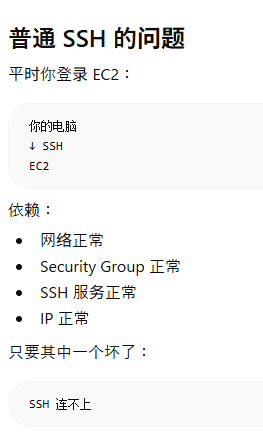 普通 SSH 的问题
平时你登录 EC2：
你的电脑
↓ SSH
EC2
依赖：
• 网络正常
• Security Group 正常
• SSH 服务正常
• IP 正常
只要其中一个坏了：
SSH 连不上